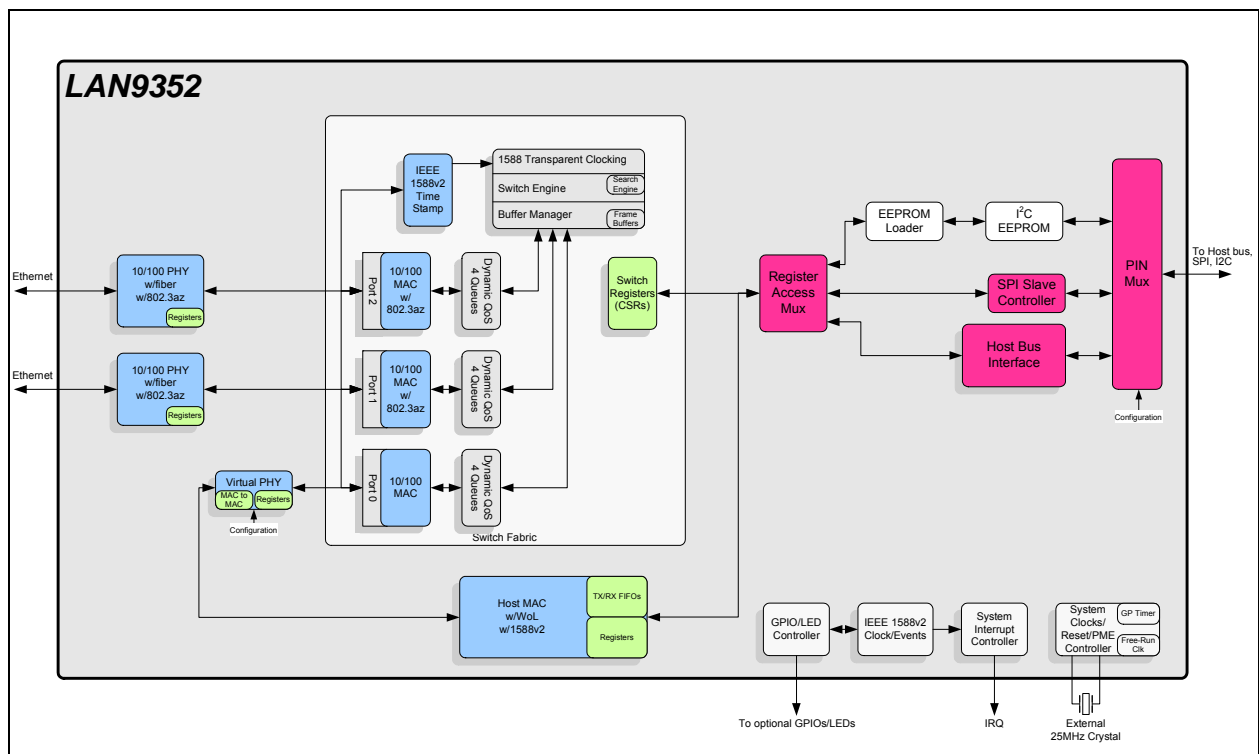 LAN9352
IEEE
1588v2
Time
Stamp
1588 Transparent Clocking
Switch Engine
Search
Engine
Buffer Manager
Frame
Buffers
Ethernet
10/100 PHY
w/fiber
w/802.3az
Registers
Port 2
10/100
MAC
w/
802.3az
Dynamic QoS
4 Queues
Switch
Registers
(CSRs)
Ethernet
10/100 PHY
w/fiber
w/802.3az
Registers
Port 1
10/100
MAC
w/
802.3az
Dynamic QoS
4 Queues
Virtual PHY
MAC to
MAC
Registers
Configuration
Port 0
10/100
MAC
Dynamic QoS
4 Queues
Switch Fabric
Host MAC
w/WoL
w/1588v2
TX/RX FIFOs
Registers
Register
Access
Mux
EEPROM
Loader
I²C
EEPROM
SPI Slave
Controller
Host Bus
Interface
PIN
Mux
Configuration
To Host bus,
SPI, I2C
GPIO/LED
Controller
To optional GPIOs/LEDs
IEEE 1588v2
Clock/Events
System
Interrupt
Controller
IRQ
System
Clocks/
Reset/PME
Controller
GP Timer
Free-Run
Clk
External
25MHz Crystal